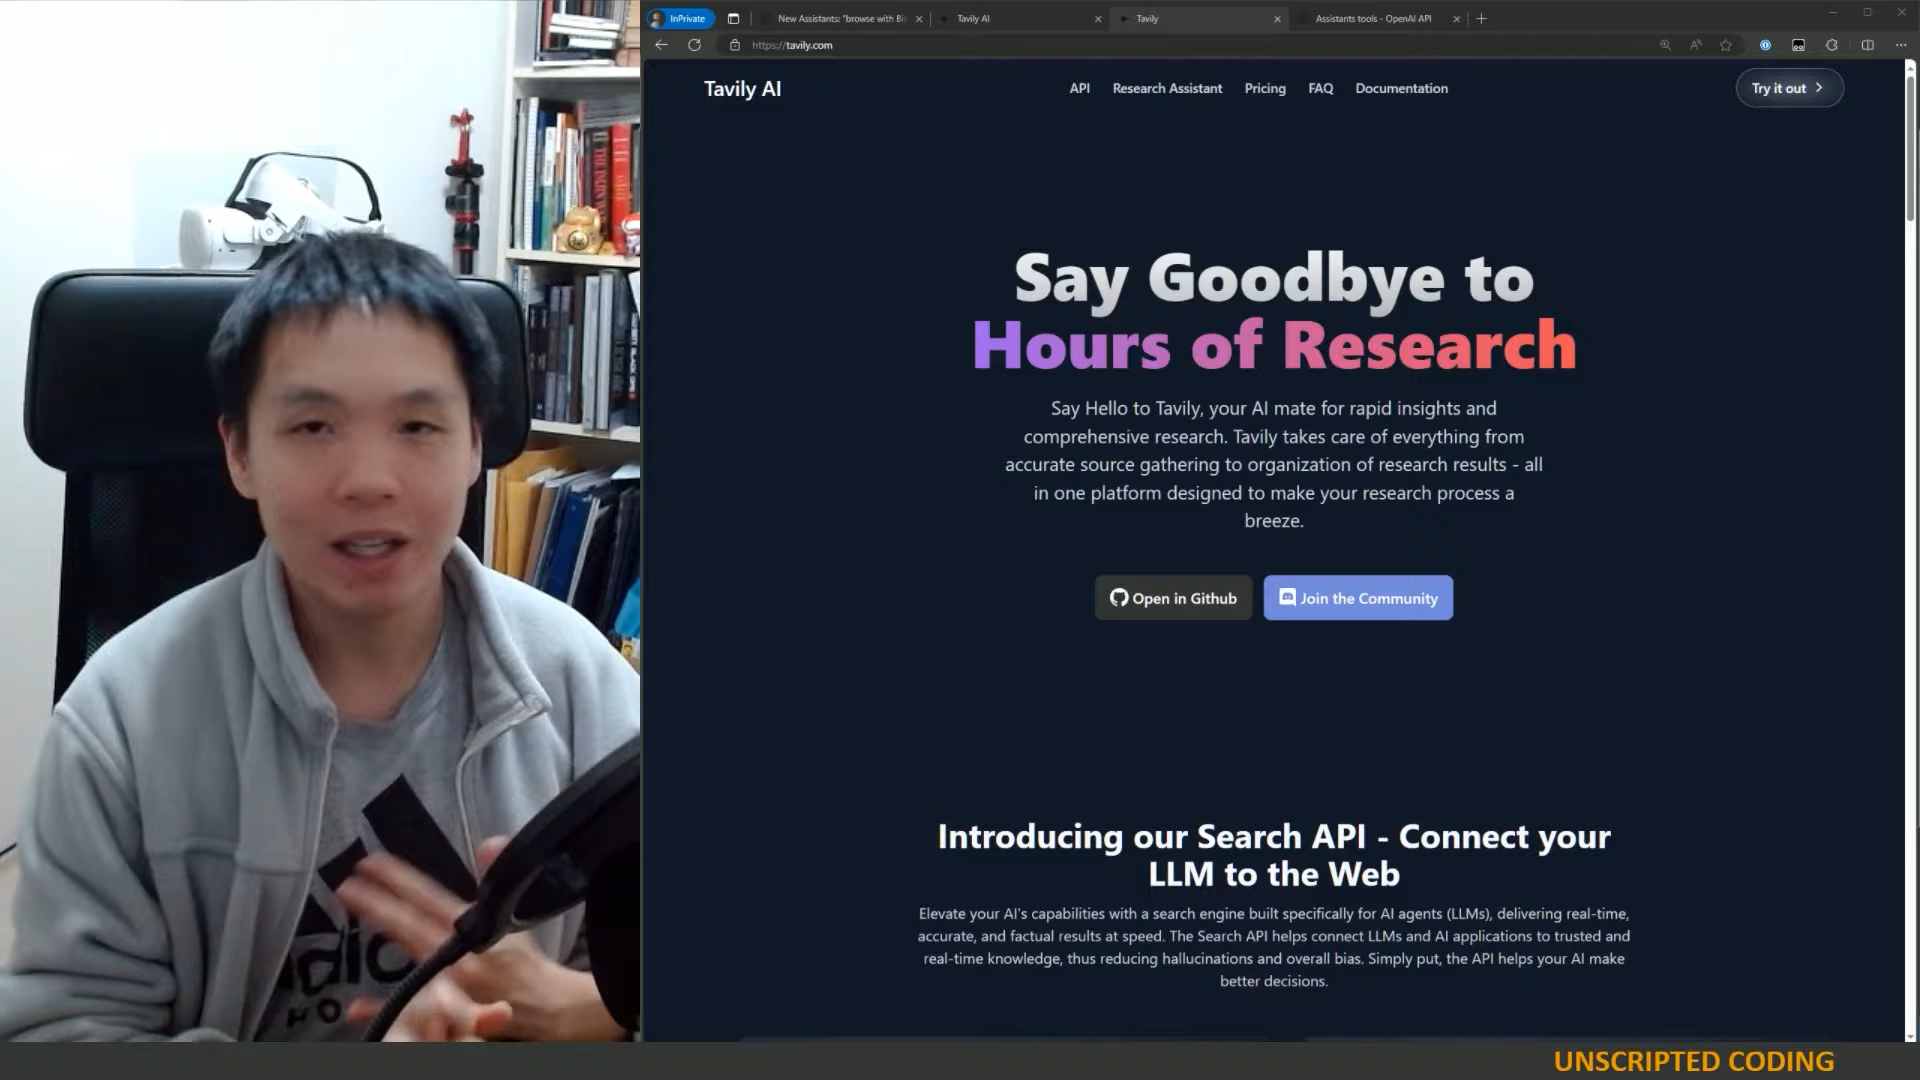 InPrivate
New Assistants: "browse with Bi
Tavily AI
Tavily
Assistants tools - OpenAI API
https://tavily.com
Tavily AI
API
Research Assistant
Pricing
FAQ
Documentation
Try it out
Say Goodbye to
Hours of Research
Say Hello to Tavily, your AI mate for rapid insights and
comprehensive research. Tavily takes care of everything from
accurate source gathering to organization of research results - all
in one platform designed to make your research process a
breeze.
Open in Github
Join the Community
Introducing our Search API - Connect your
LLM to the Web
Elevate your AI's capabilities with a search engine built specifically for AI agents (LLMs), delivering real-time,
accurate, and factual results at speed. The Search API helps connect LLMs and AI applications to trusted and
real-time knowledge, thus reducing hallucinations and overall bias. Simply put, the API helps your AI make
better decisions.
UNSCRIPTED CODING